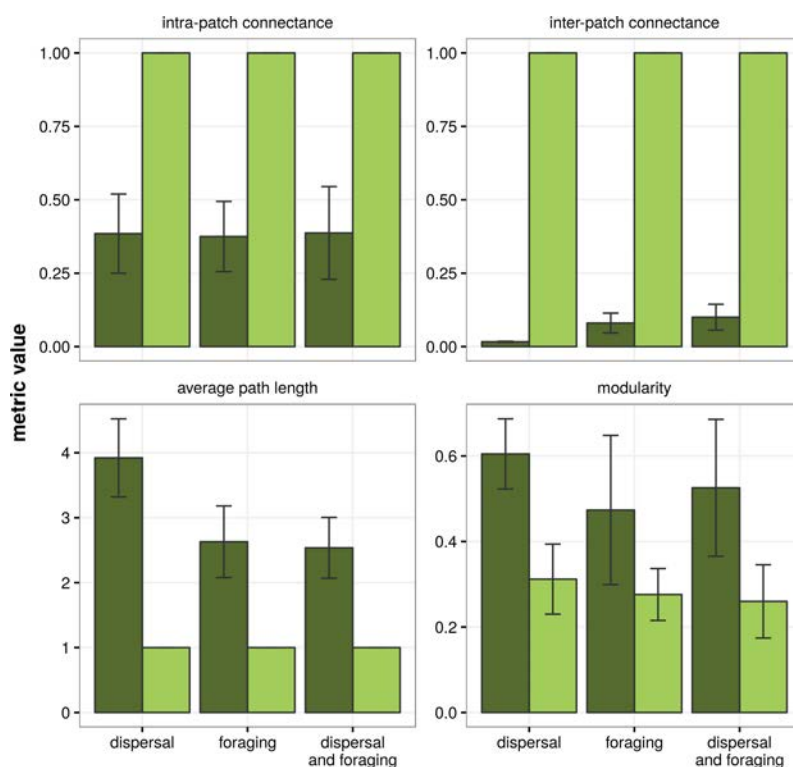 intra-patch connectance
inter-patch connectance
1.00
0.75
0.50
0.25
0.00
1.00
0.75
0.50
0.25
0.00
metric value
average path length
modularity
4
3
2
1
0
0.6
0.4
0.2
0.0
dispersal
foraging
dispersal
and foraging
dispersal
foraging
dispersal
and foraging